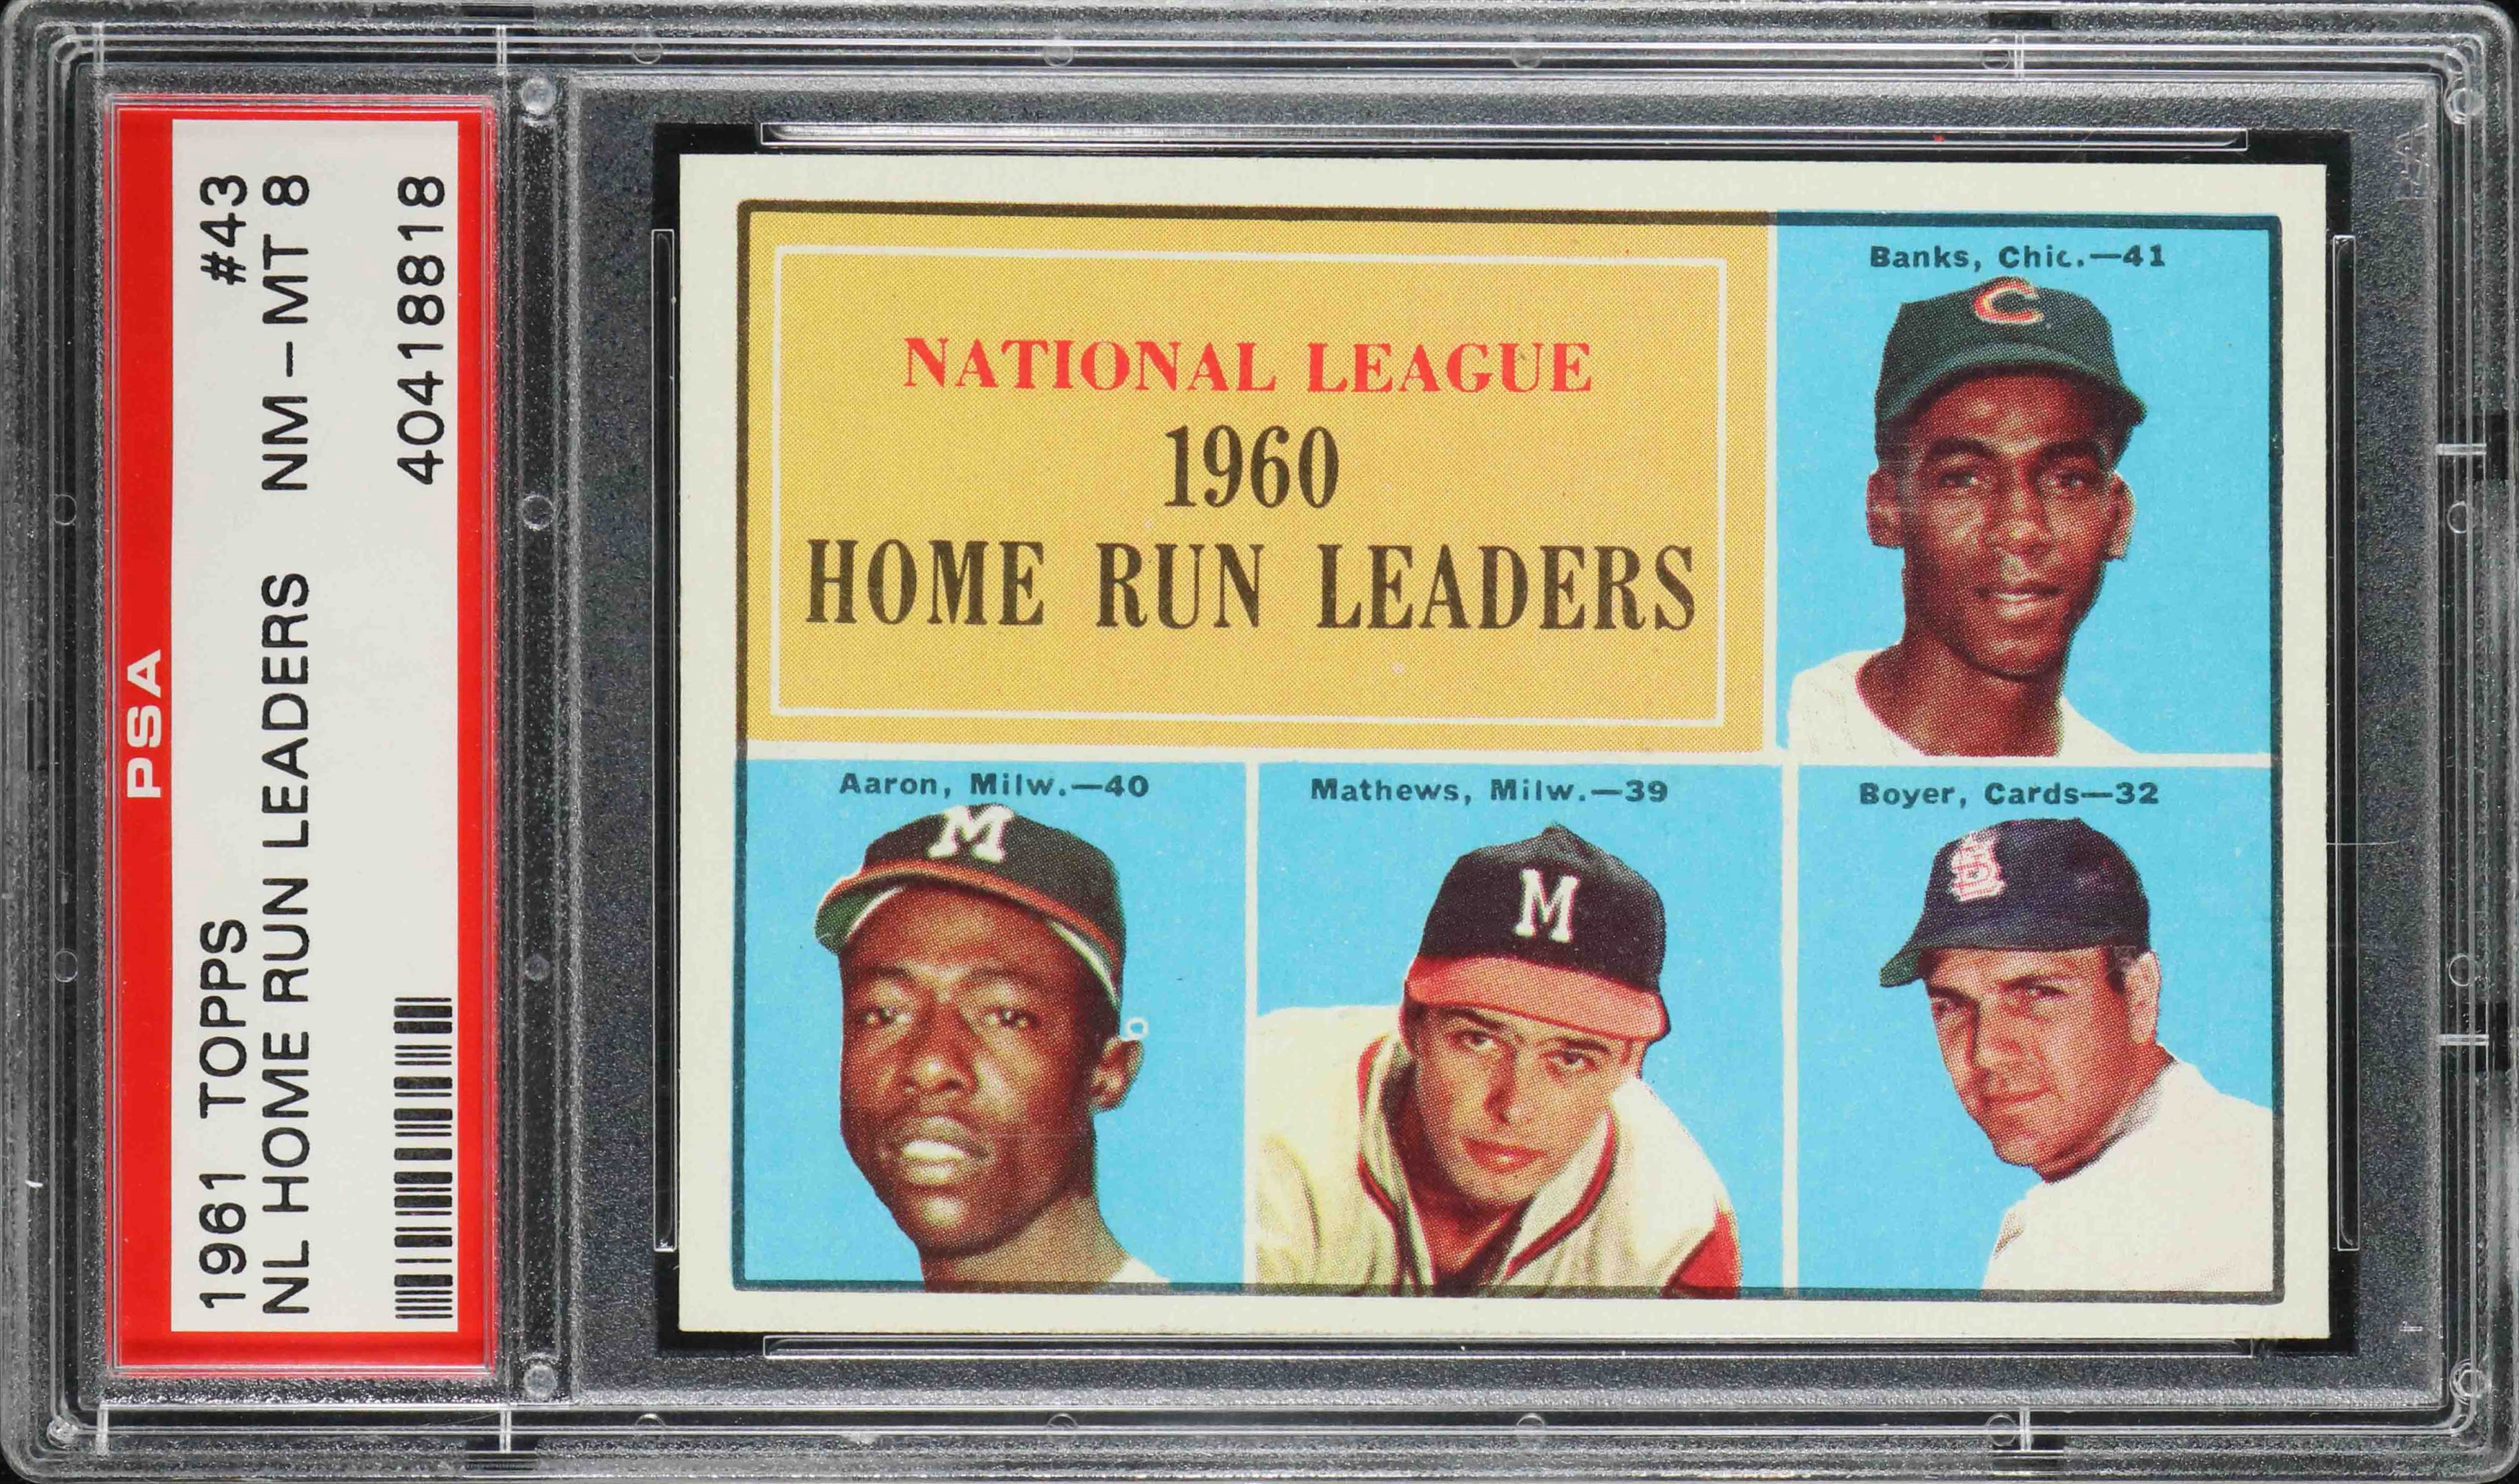 PSA
1961 TOPPS #43
NL HOME RUN LEADERS NM-MT 8
40418818
NATIONAL LEAGUE
1960
HOME RUN LEADERS
Banks, Chic.—41
C
Aaron, Milw.—40
M
Mathews, Milw.—39
M
Boyer, Cards—32
STL